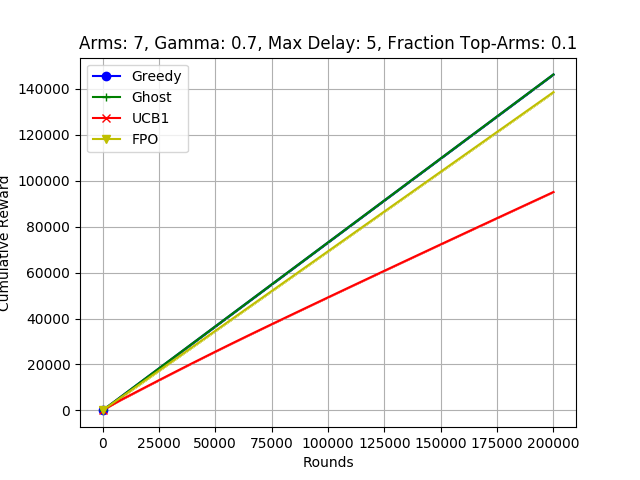 Arms: 7, Gamma: 0.7, Max Delay: 5, Fraction Top-Arms: 0.1
Greedy
Ghost
UCB1
FPO
140000
120000
100000
80000
60000
40000
20000
0
Cumulative Reward
0 25000 50000 75000 100000 125000 150000 175000 200000
Rounds